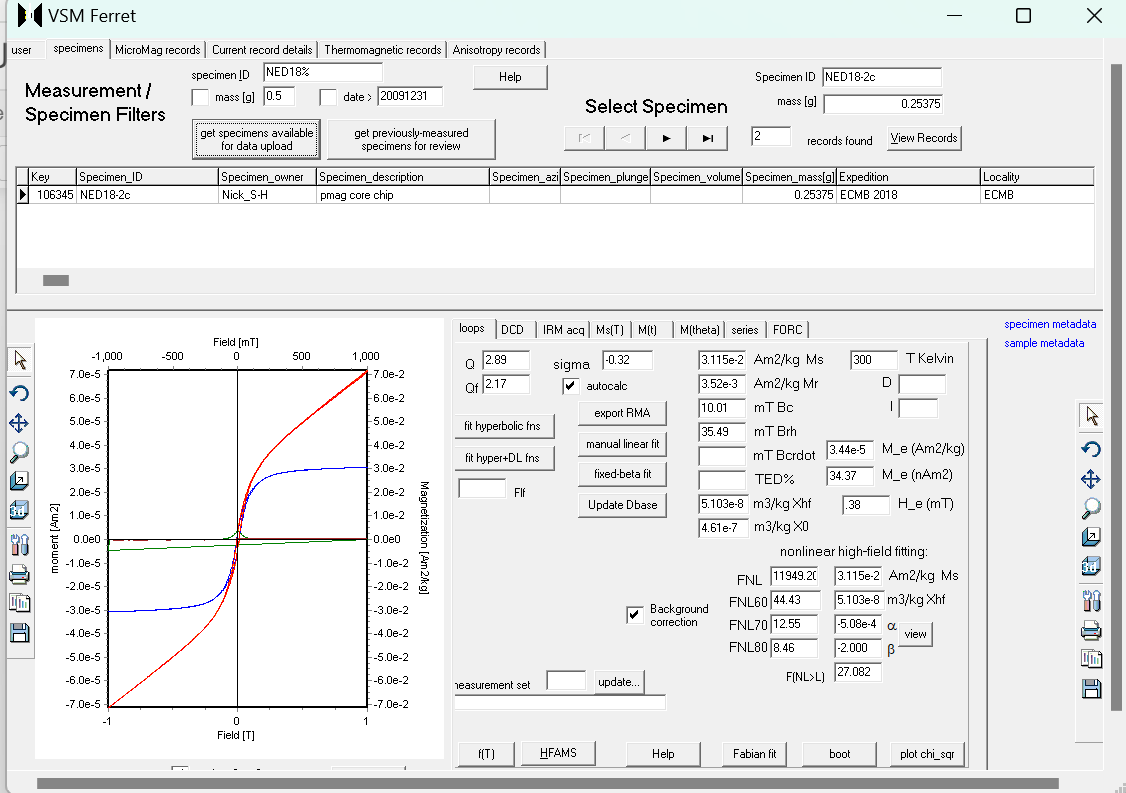 VSM Ferret
user specimens MicroMag records Current record details Thermomagnetic records Anisotropy records
Measurement /
Specimen Filters
specimen ID NED18%
mass [g] 0.5 date > 20091231
get specimens available
for data upload
get previously-measured
specimens for review
Help
Select Specimen
Specimen ID NED18-2c
mass [g] 0.25375
2 records found View Records
Key Specimen_ID Specimen_owner Specimen_description Specimen_azi Specimen_plunge Specimen_volume Specimen_mass[g] Expedition Locality
106345 NED18-2c Nick_S-H pmag core chip 0.25375 ECMB 2018 ECMB
Field [mT]
-1,000 -500 0 500 1,000
7.0e-5 7.0e-2
6.0e-5 6.0e-2
5.0e-5 5.0e-2
4.0e-5 4.0e-2
3.0e-5 3.0e-2
2.0e-5 2.0e-2
1.0e-5 1.0e-2
0.0e0 0.0e0
-1.0e-5 -1.0e-2
-2.0e-5 -2.0e-2
-3.0e-5 -3.0e-2
-4.0e-5 -4.0e-2
-5.0e-5 -5.0e-2
-6.0e-5 -6.0e-2
-7.0e-5 -7.0e-2
moment [Am2]
Magnetization [Am2/kg]
-1 0 1
Field [T]
loops DCD IRM acq Ms(T) M(t) M(theta) series FORC
Q 2.89 sigma -0.32
Qf 2.17 autocalc
fit hyperbolic fns
fit hyper+DL fns
Flf
export RMA
manual linear fit
fixed-beta fit
Update Dbase
3.115e-2 Am2/kg Ms 300 T Kelvin
3.52e-3 Am2/kg Mr D
10.01 mT Bc I
35.49 mT Brh
mT Bcrdot 3.44e-5 M_e (Am2/kg)
TED% 34.37 M_e (nAm2)
5.103e-8 m3/kg Xhf .38 H_e (mT)
4.61e-7 m3/kg X0
nonlinear high-field fitting:
FNL 11949.20 3.115e-2 Am2/kg Ms
FNL60 44.43 5.103e-8 m3/kg Xhf
FNL70 12.55 -5.08e-4 α view
FNL80 8.46 -2.000 β
F(NL>L) 27.082
Background
correction
measurement set update...
f(T) HFAMS Help Fabian fit boot plot chi_sqr
specimen metadata
sample metadata